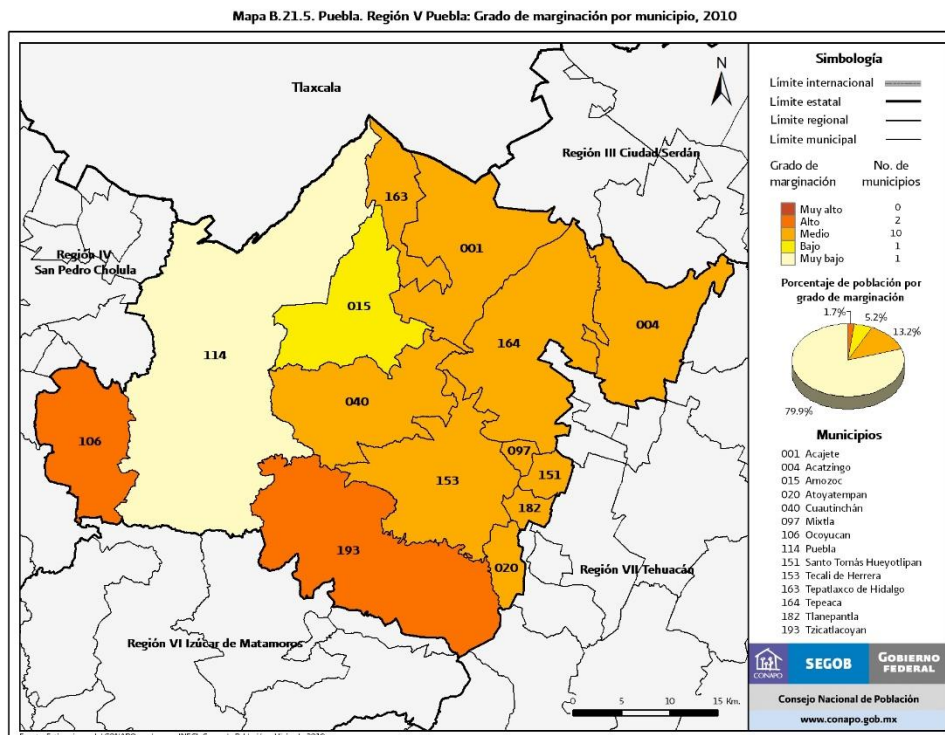 Mapa B.21.5. Puebla. Región V Puebla: Grado de marginación por municipio, 2010
Tlaxcala
N
Región III Ciudad Serdán
163
001
Región IV
San Pedro Cholula
015
004
114
164
040
106
097
153
151
182
193
020
Región VII Tehuacán
Región VI Izúcar de Matamoros
0 5 10 15 Km.
Simbología
Límite internacional
Límite estatal
Límite regional
Límite municipal
Grado de marginación
No. de municipios
Muy alto 0
Alto 2
Medio 10
Bajo 1
Muy bajo 1
Porcentaje de población por
grado de marginación
1.7%
5.2%
13.2%
79.9%
Municipios
001 Acajete
004 Acatzingo
015 Amozoc
020 Atoyatempan
040 Cuautinchán
097 Mixtla
106 Ocoyucan
114 Puebla
151 Santo Tomás Hueyotlipan
153 Tecali de Herrera
163 Tepatlaxco de Hidalgo
164 Tepeaca
182 Tlanepantla
193 Tzicatlacoyan
CONAPO
SEGOB
GOBIERNO
FEDERAL
Consejo Nacional de Población
www.conapo.gob.mx